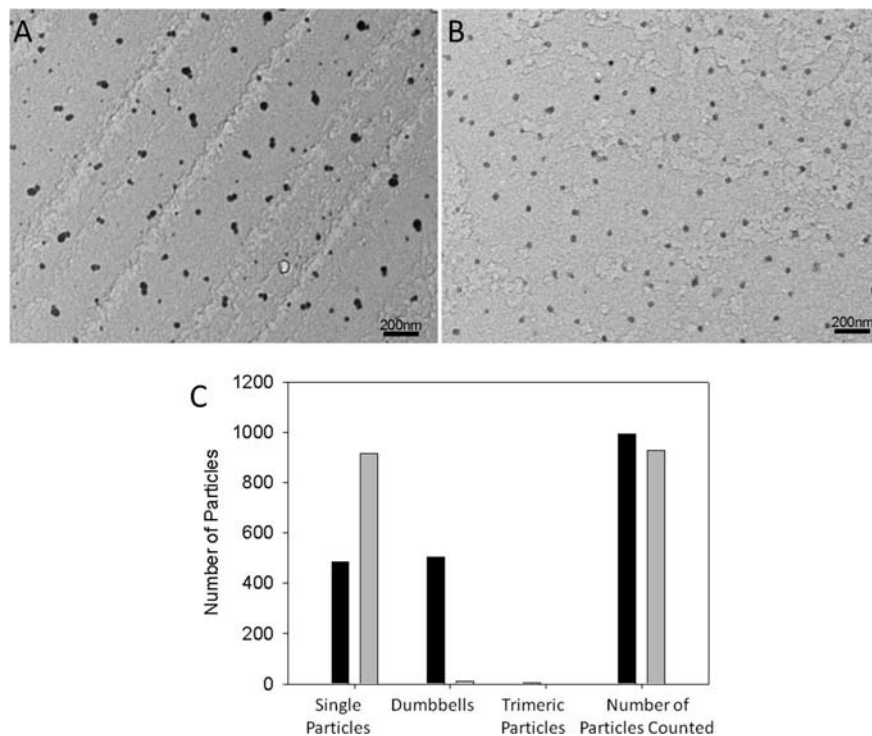 A
B
200nm
200nm
C
1200
1000
800
600
400
200
0
Number of Particles
Single Particles
Dumbbells
Trimeric Particles
Number of Particles Counted